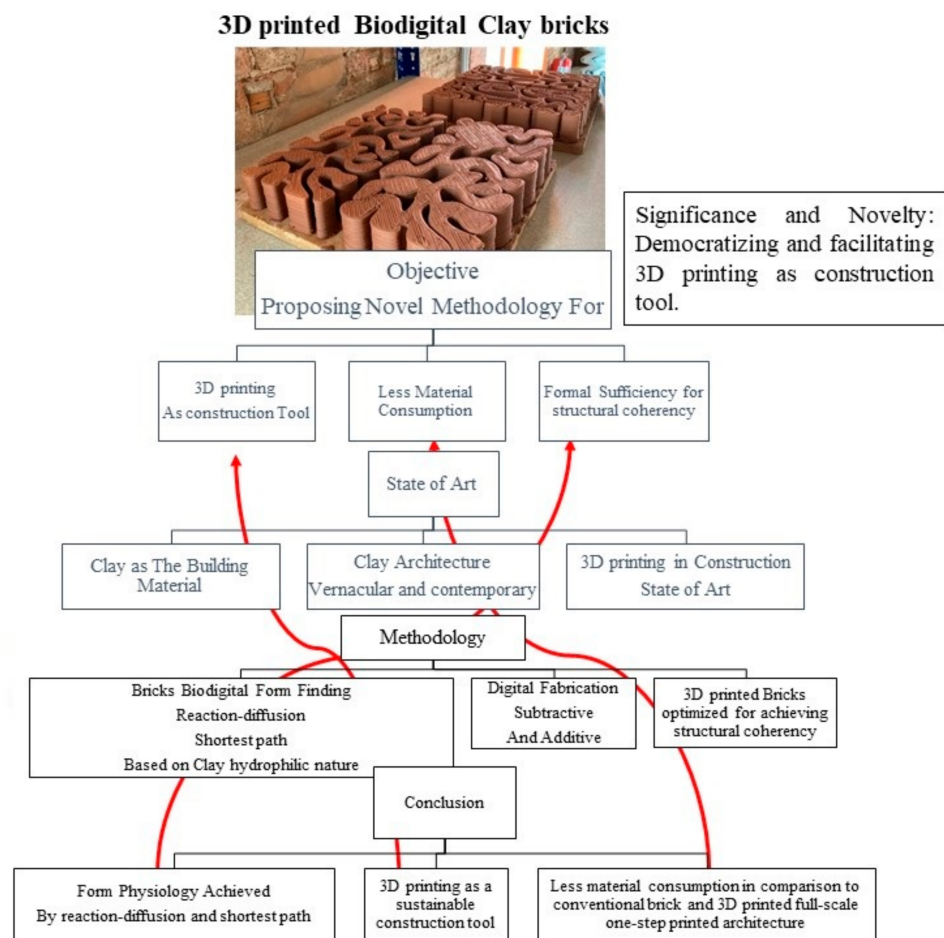 3D printed Biodigital Clay bricks
Significance and Novelty:
Democratizing and facilitating
3D printing as construction
tool.
Objective
Proposing Novel Methodology For
3D printing
As construction Tool
Less Material
Consumption
Formal Sufficiency for
structural coherency
State of Art
Clay as The Building
Material
Clay Architecture
Vernacular and contemporary
3D printing in Construction
State of Art
Methodology
Bricks Biodigital Form Finding
Reaction-diffusion
Shortest path
Based on Clay hydrophilic nature
Digital Fabrication
Subtractive
And Additive
3D printed Bricks
optimized for achieving
structural coherency
Conclusion
Form Physiology Achieved
By reaction-diffusion and shortest path
3D printing as a
sustainable
construction tool
Less material consumption in comparison to
conventional brick and 3D printed full-scale
one-step printed architecture